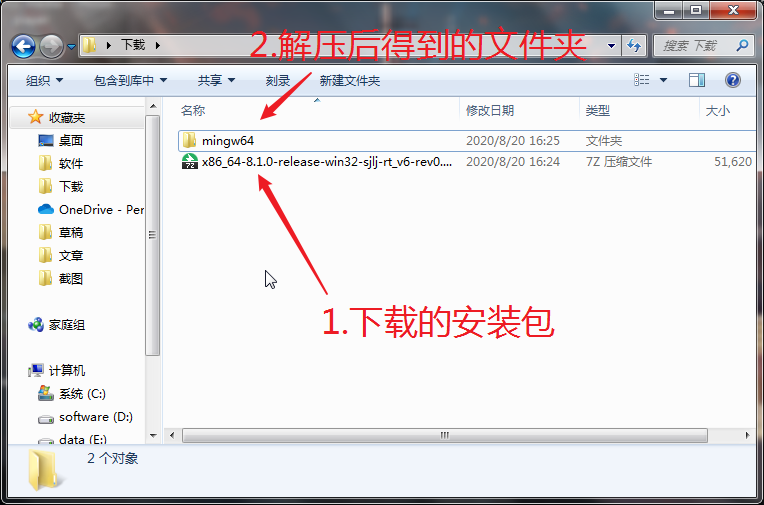 下载
搜索 下载
2.解压后得到的文件夹
组织
包含到库中
共享
刻录
新建文件夹
收藏夹
桌面
软件
下载
OneDrive - Per
草稿
文章
截图
家庭组
计算机
系统 (C:)
software (D:)
data (E:)
名称
修改日期
类型
大小
mingw64
2020/8/20 16:25
文件夹
x86_64-8.1.0-release-win32-sjlj-rt_v6-rev0....
2020/8/20 16:24
7Z 压缩文件
51,620
1.下载的安装包
2 个对象